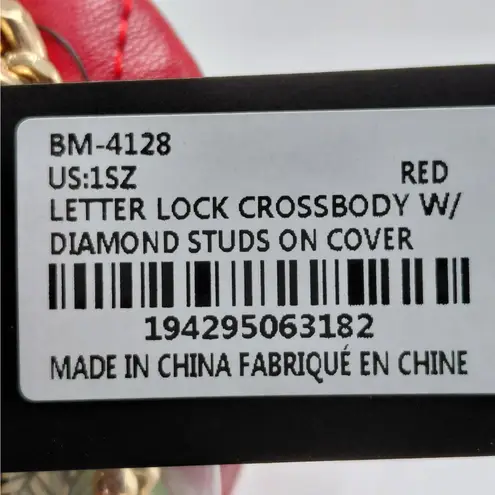 BM-4128
US:1SZ RED
LETTER LOCK CROSSBODY W/
DIAMOND STUDS ON COVER
194295063182
MADE IN CHINA FABRIQUÉ EN CHINE